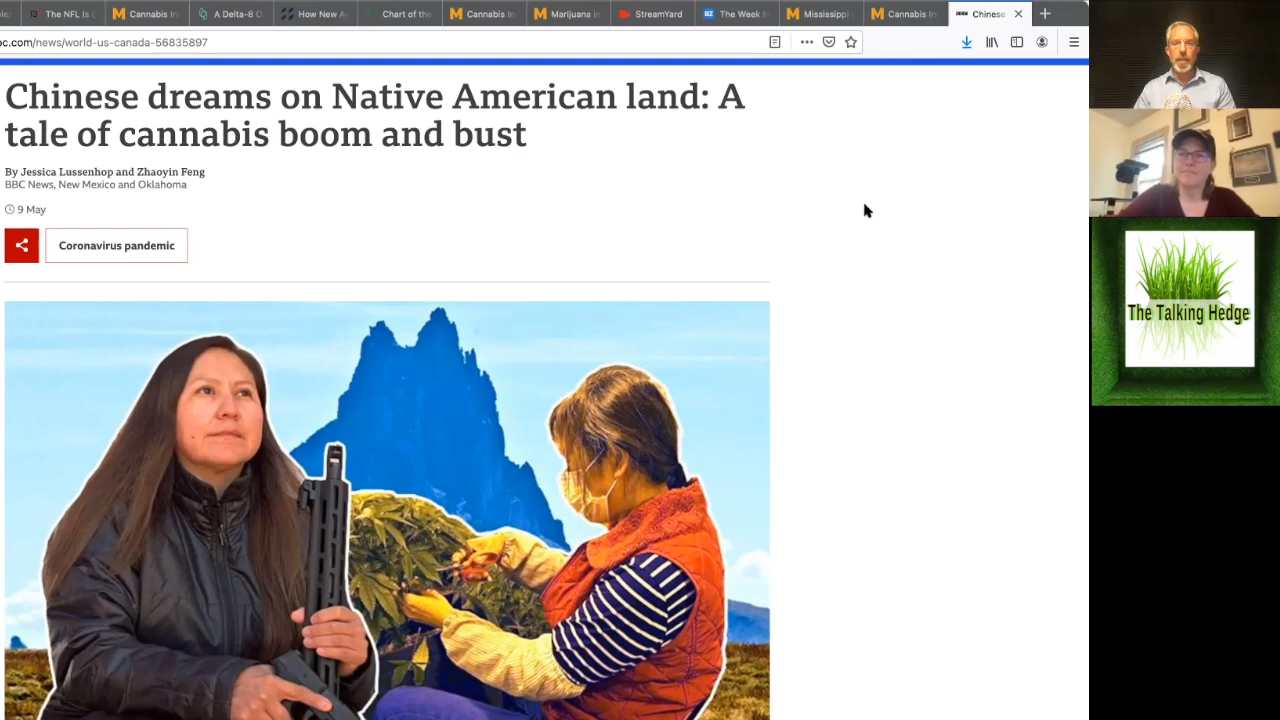 The NFL is
Cannabis In
A Delta-8 O
How New
Chart of the
Cannabis In
Marijuana in
StreamYard
The Week I
Mississippi
Cannabis In
Chinese
oc.com/news/world-us-canada-56835897
Chinese dreams on Native American land: A
tale of cannabis boom and bust
By Jessica Lussenhop and Zhaoyin Feng
BBC News, New Mexico and Oklahoma
9 May
Coronavirus pandemic
The Talking Hedge